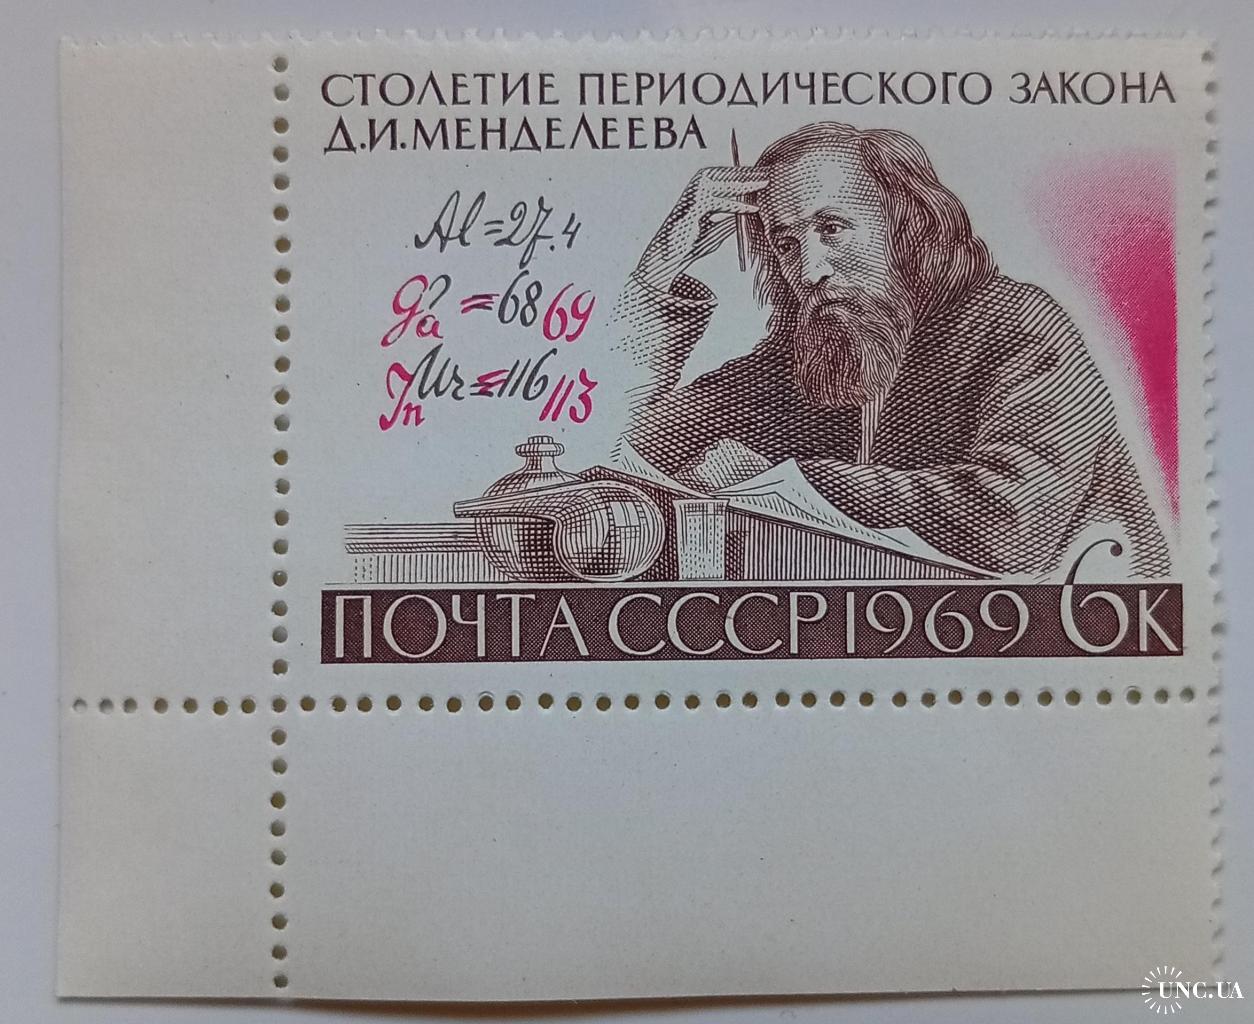 СТОЛЕТИЕ ПЕРИОДИЧЕСКОГО ЗАКОНА
Д.И.МЕНДЕЛЕЕВА
Al=27.4
Ga?=68 69
In Ur=116 113
ПОЧТА СССР 1969 6К
UNC.UA